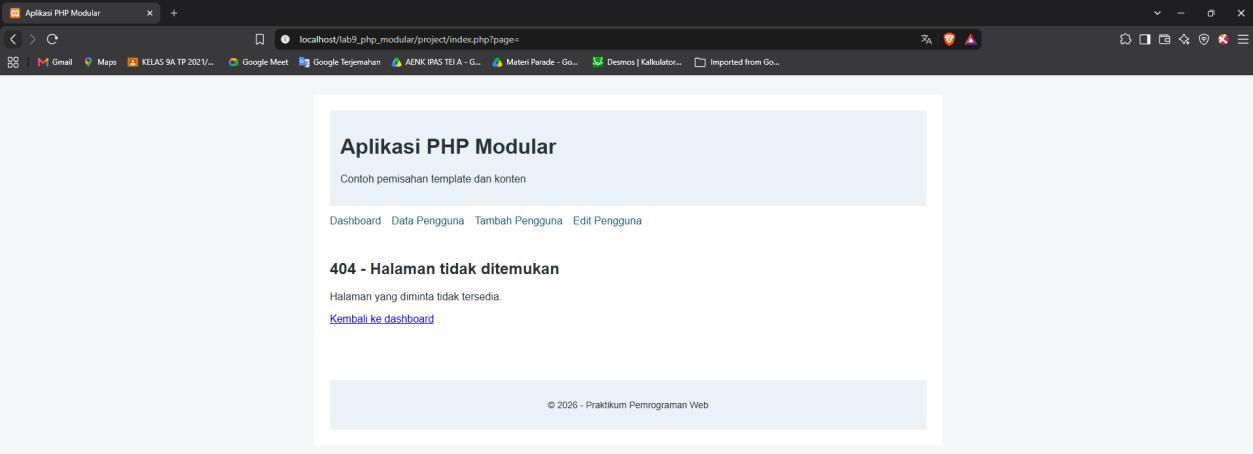 Aplikasi PHP Modular
localhost/lab9_php_modular/project/index.php?page=
Gmail Maps KELAS 9A TP 2021/... Google Meet Google Terjemahan AENK IPAS TEI A - G... Materi Parade - Go... Desmos | Kalkulator... Imported from Go...
Aplikasi PHP Modular
Contoh pemisahan template dan konten
Dashboard Data Pengguna Tambah Pengguna Edit Pengguna
404 - Halaman tidak ditemukan
Halaman yang diminta tidak tersedia.
Kembali ke dashboard
© 2026 - Praktikum Pemrograman Web